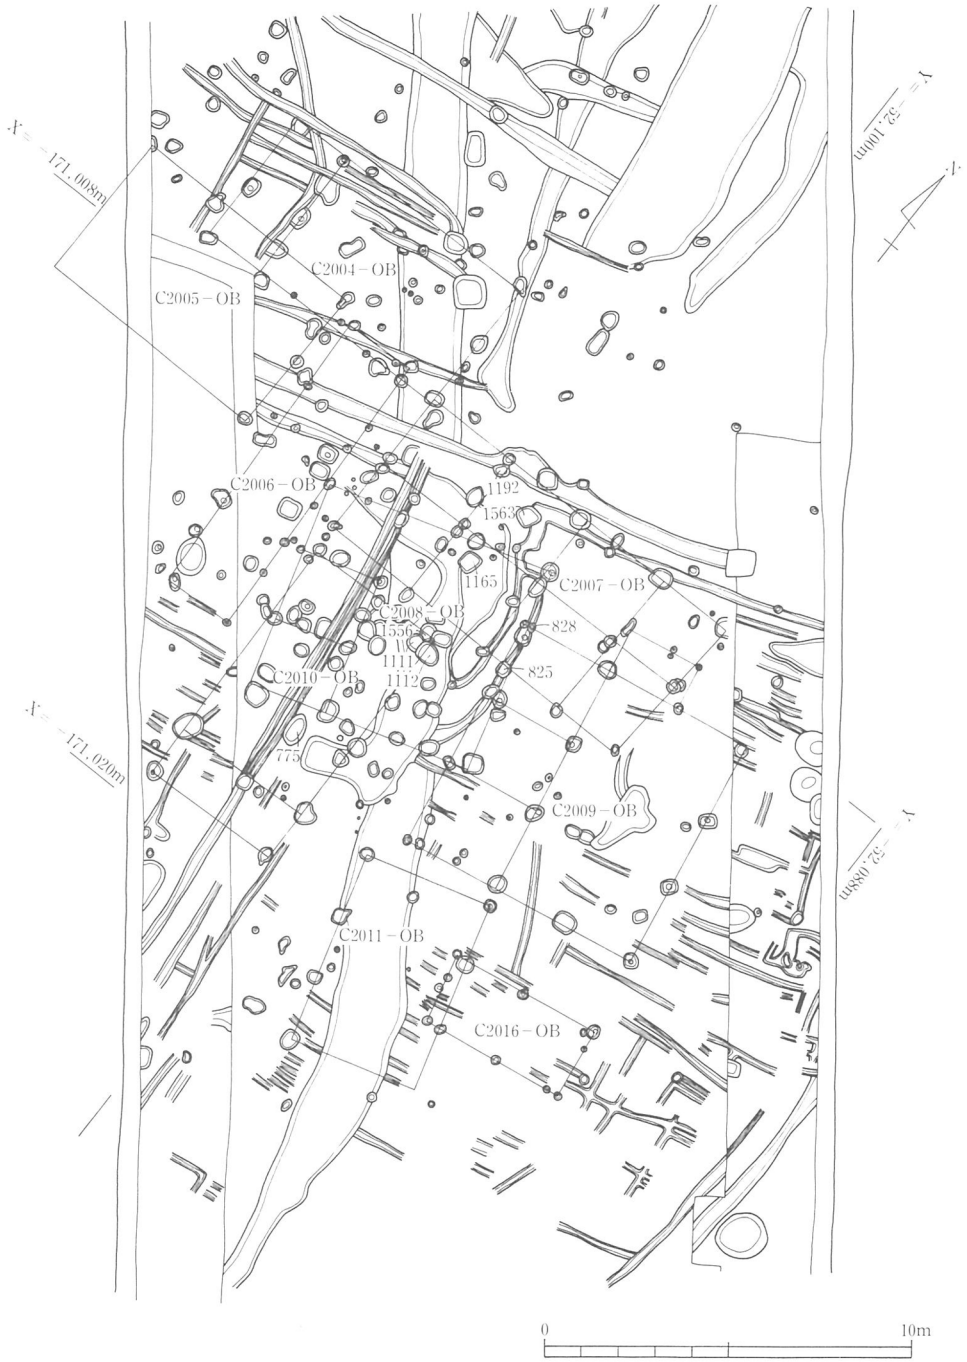 Y = -52.100m
X = -171.008m
N
C2004-OB
C2005-OB
C2006-OB
1192
1563
1165
C2007-OB
C2008-OB
828
1556
1111
825
C2010-OB
1112
X = -171.020m
775
C2009-OB
Y = -52.088m
C2011-OB
C2016-OB
0 10m